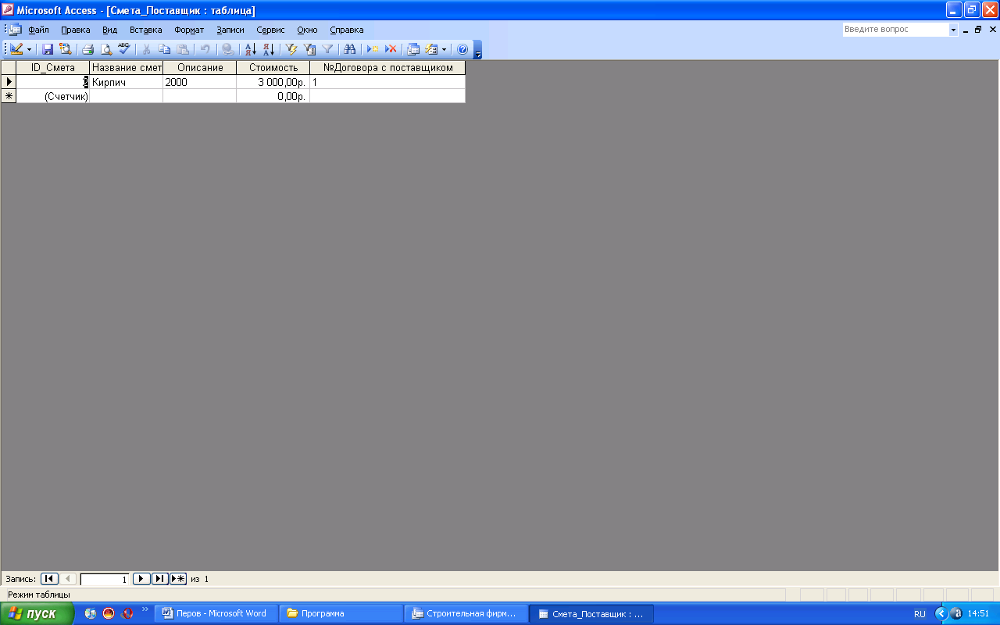 Microsoft Access - [Смета_Поставщик : таблица]
Файл Правка Вид Вставка Формат Записи Сервис Окно Справка Введите вопрос
ID_Смета Название смет Описание Стоимость №Договора с поставщиком
2 Кирпич 2000 3 000,00р. 1
(Счетчик) 0,00р.
Запись: 1 из 1
Режим таблицы
пуск Перов - Microsoft Word Программа Строительная фирм... Смета_Поставщик : ... RU 14:51